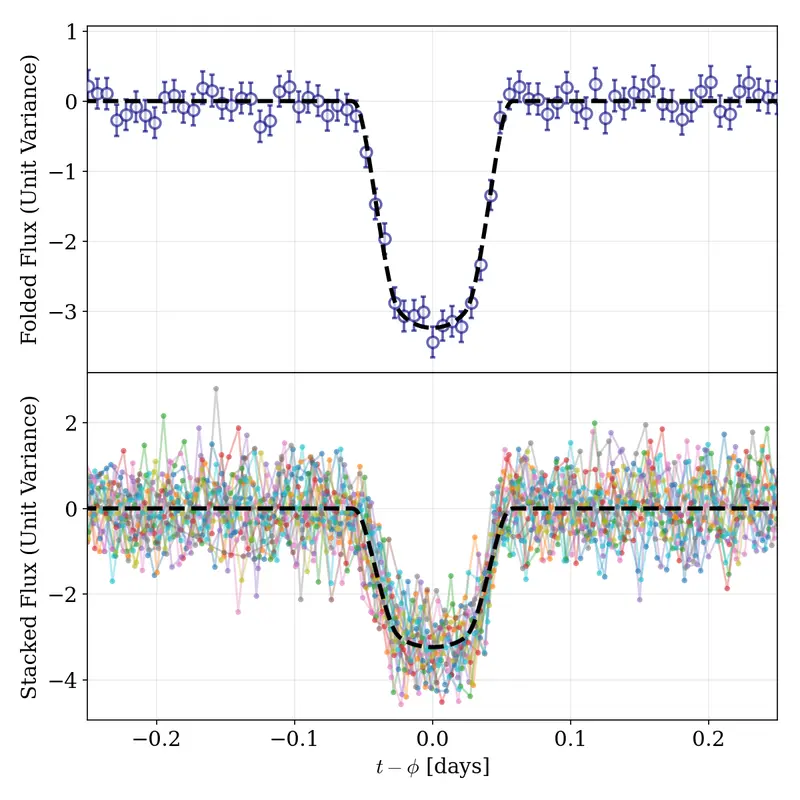 1
0
−1
−2
−3
Folded Flux (Unit Variance)
2
0
−2
−4
Stacked Flux (Unit Variance)
−0.2 −0.1 0.0 0.1 0.2
t − ϕ [days]